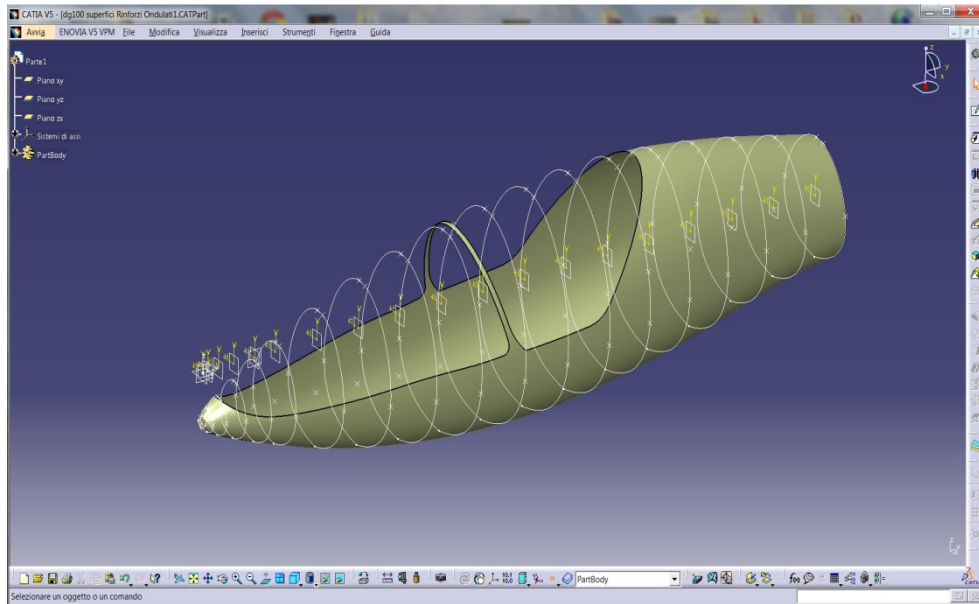 CATIA V5 - [dg100 superfici Rinforzi Ondulati1.CATPart]
Avvia ENOVIA V5 VPM File Modifica Visualizza Inserisci Strumenti Finestra Guida
Parte1
Piano xy
Piano yz
Piano zx
Sistemi di assi
PartBody
z
y
x
PartBody
Selezionare un oggetto o un comando